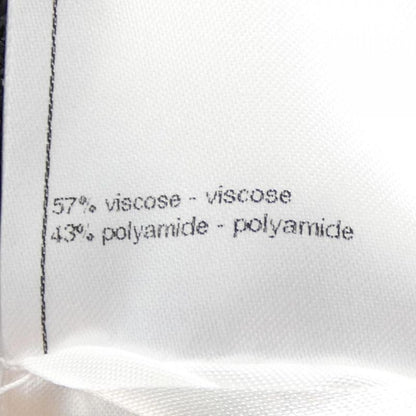 57% viscose - viscose
43% polyamide - polyamide